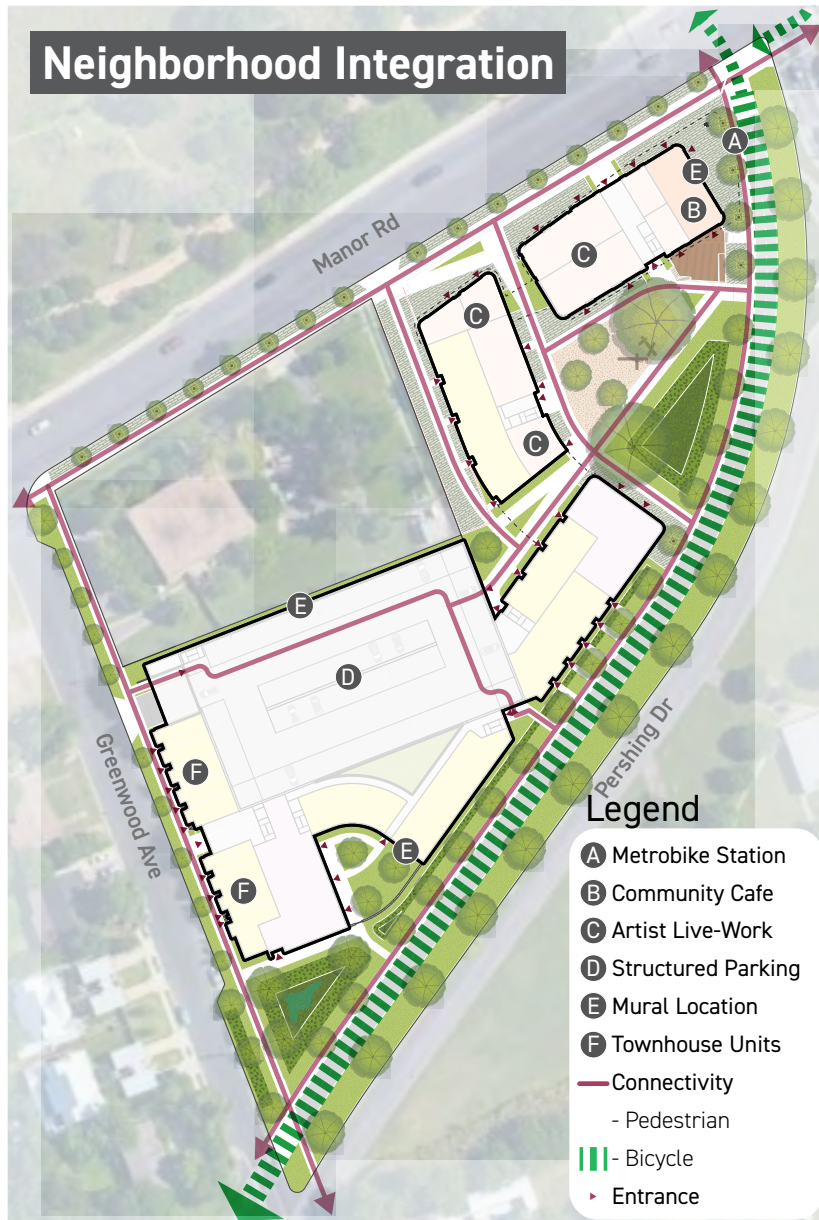 Neighborhood Integration
A
E
B
Manor Rd
C
C
C
E
D
Greenwood Ave
F
Pershing Dr
E
F
Legend
A Metrobike Station
B Community Cafe
C Artist Live-Work
D Structured Parking
E Mural Location
F Townhouse Units
Connectivity
- Pedestrian
- Bicycle
Entrance